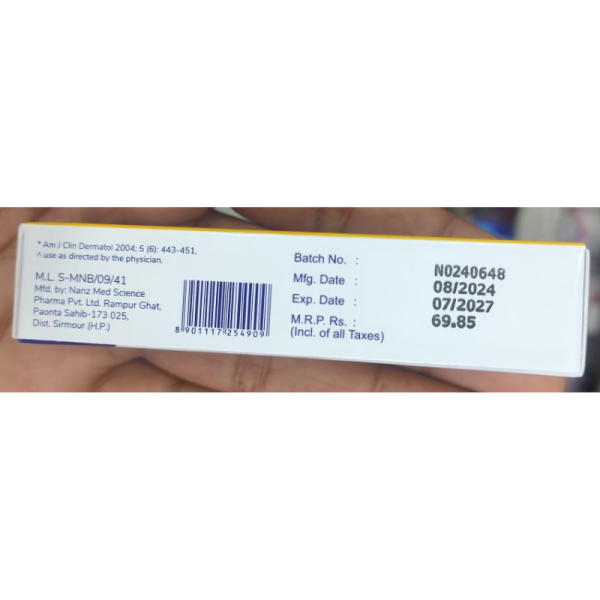 * Am J Clin Dermatol 2004; 5 (6): 443-451.
^ use as directed by the physician.
M.L. S-MNB/09/41
Mfd. by: Nanz Med Science
Pharma Pvt. Ltd. Rampur Ghat,
Paonta Sahib-173 025,
Dist. Sirmour (H.P.)
8 901117 254909
Batch No. : N0240648
Mfg. Date : 08/2024
Exp. Date : 07/2027
M.R.P. Rs. : 69.85
(Incl. of all Taxes)